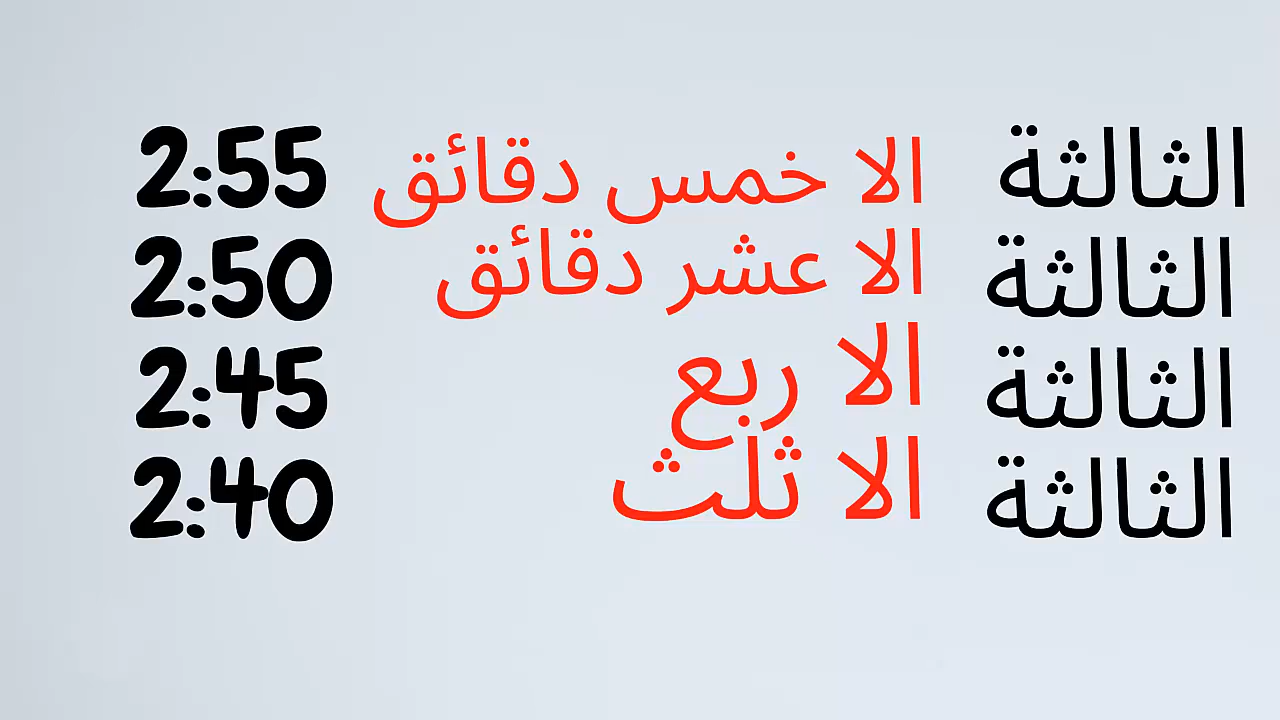 الثالثة الا خمس دقائق 2:55
الثالثة الا عشر دقائق 2:50
الثالثة الا ربع 2:45
الثالثة الا ثلث 2:40